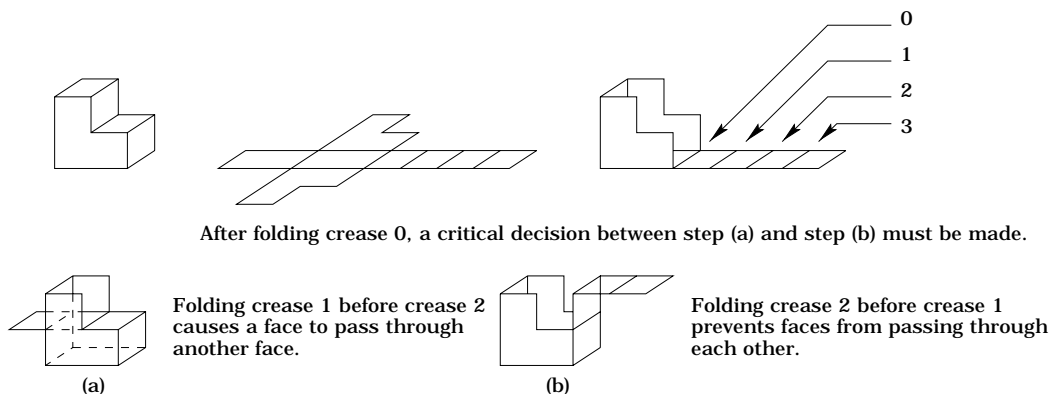 0
1
2
3
After folding crease 0, a critical decision between step (a) and step (b) must be made.
Folding crease 1 before crease 2
causes a face to pass through
another face.
(a)
Folding crease 2 before crease 1
prevents faces from passing through
each other.
(b)